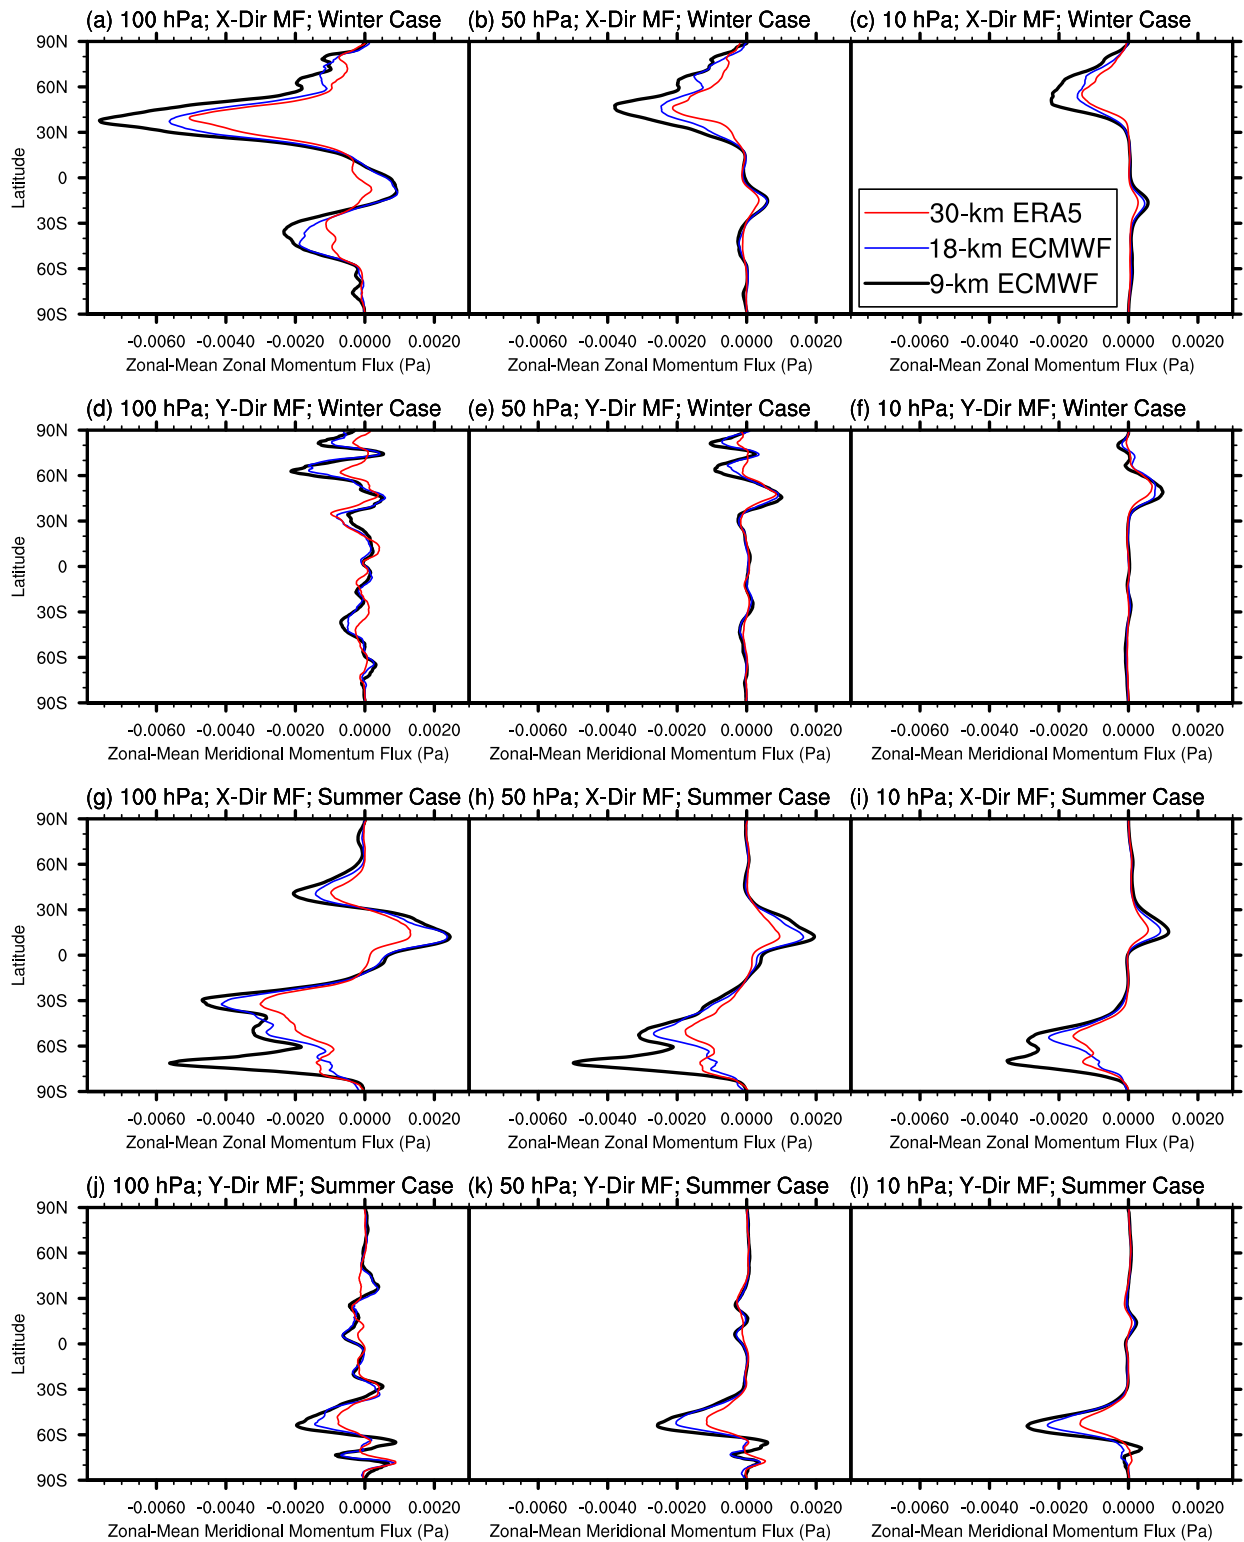 (a) 100 hPa; X-Dir MF; Winter Case
(b) 50 hPa; X-Dir MF; Winter Case
(c) 10 hPa; X-Dir MF; Winter Case
90N
60N
30N
0
30S
60S
90S
Latitude
30-km ERA5
18-km ECMWF
9-km ECMWF
-0.0060 -0.0040 -0.0020 0.0000 0.0020
-0.0060 -0.0040 -0.0020 0.0000 0.0020
-0.0060 -0.0040 -0.0020 0.0000 0.0020
Zonal-Mean Zonal Momentum Flux (Pa)
Zonal-Mean Zonal Momentum Flux (Pa)
Zonal-Mean Zonal Momentum Flux (Pa)
(d) 100 hPa; Y-Dir MF; Winter Case
(e) 50 hPa; Y-Dir MF; Winter Case
(f) 10 hPa; Y-Dir MF; Winter Case
90N
60N
30N
0
30S
60S
90S
Latitude
-0.0060 -0.0040 -0.0020 0.0000 0.0020
-0.0060 -0.0040 -0.0020 0.0000 0.0020
-0.0060 -0.0040 -0.0020 0.0000 0.0020
Zonal-Mean Meridional Momentum Flux (Pa)
Zonal-Mean Meridional Momentum Flux (Pa)
Zonal-Mean Meridional Momentum Flux (Pa)
(g) 100 hPa; X-Dir MF; Summer Case
(h) 50 hPa; X-Dir MF; Summer Case
(i) 10 hPa; X-Dir MF; Summer Case
90N
60N
30N
0
30S
60S
90S
Latitude
-0.0060 -0.0040 -0.0020 0.0000 0.0020
-0.0060 -0.0040 -0.0020 0.0000 0.0020
-0.0060 -0.0040 -0.0020 0.0000 0.0020
Zonal-Mean Zonal Momentum Flux (Pa)
Zonal-Mean Zonal Momentum Flux (Pa)
Zonal-Mean Zonal Momentum Flux (Pa)
(j) 100 hPa; Y-Dir MF; Summer Case
(k) 50 hPa; Y-Dir MF; Summer Case
(l) 10 hPa; Y-Dir MF; Summer Case
90N
60N
30N
0
30S
60S
90S
Latitude
-0.0060 -0.0040 -0.0020 0.0000 0.0020
-0.0060 -0.0040 -0.0020 0.0000 0.0020
-0.0060 -0.0040 -0.0020 0.0000 0.0020
Zonal-Mean Meridional Momentum Flux (Pa)
Zonal-Mean Meridional Momentum Flux (Pa)
Zonal-Mean Meridional Momentum Flux (Pa)